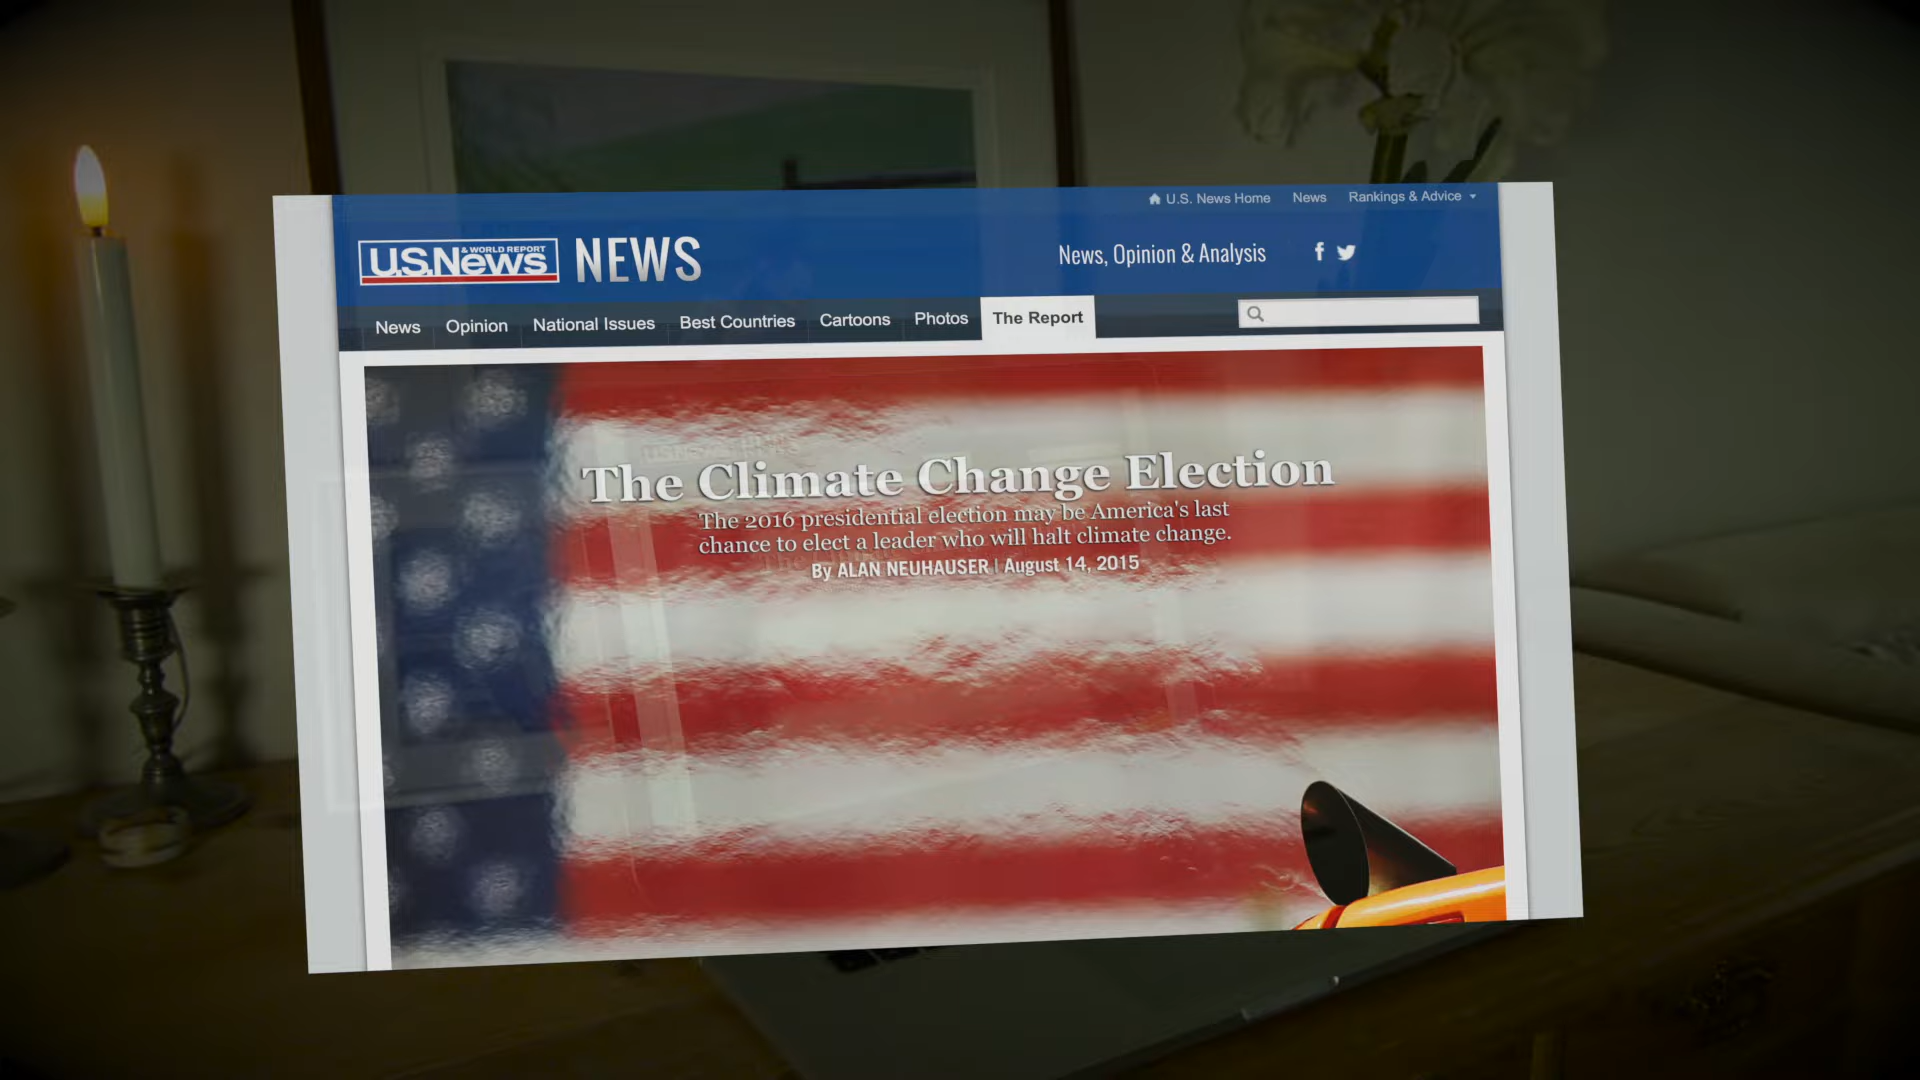 U.S. News Home News Rankings & Advice
U.S.News & WORLD REPORT NEWS
News, Opinion & Analysis
News Opinion National Issues Best Countries Cartoons Photos The Report
The Climate Change Election
The 2016 presidential election may be America's last
chance to elect a leader who will halt climate change.
By ALAN NEUHAUSER | August 14, 2015